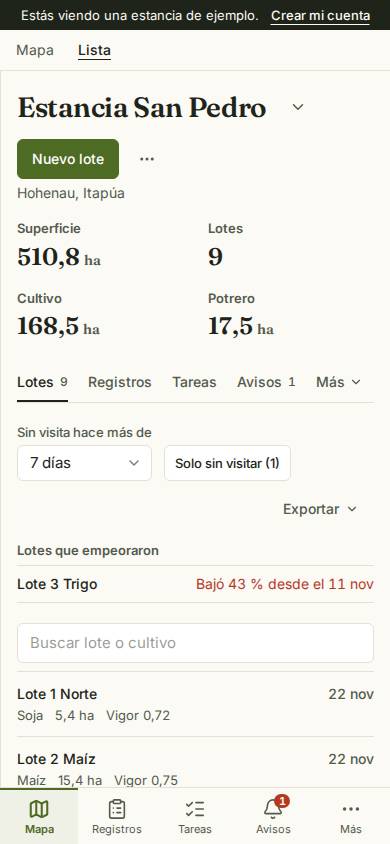 Estás viendo una estancia de ejemplo. Crear mi cuenta
Mapa Lista
Estancia San Pedro
Nuevo lote ...
Hohenau, Itapúa
Superficie Lotes
510,8 ha 9
Cultivo Potrero
168,5 ha 17,5 ha
Lotes 9 Registros Tareas Avisos 1 Más
Sin visita hace más de
7 días Solo sin visitar (1)
Exportar
Lotes que empeoraron
Lote 3 Trigo Bajó 43 % desde el 11 nov
Buscar lote o cultivo
Lote 1 Norte 22 nov
Soja 5,4 ha Vigor 0,72
Lote 2 Maíz 22 nov
Maíz 15,4 ha Vigor 0,75
1
Mapa Registros Tareas Avisos Más